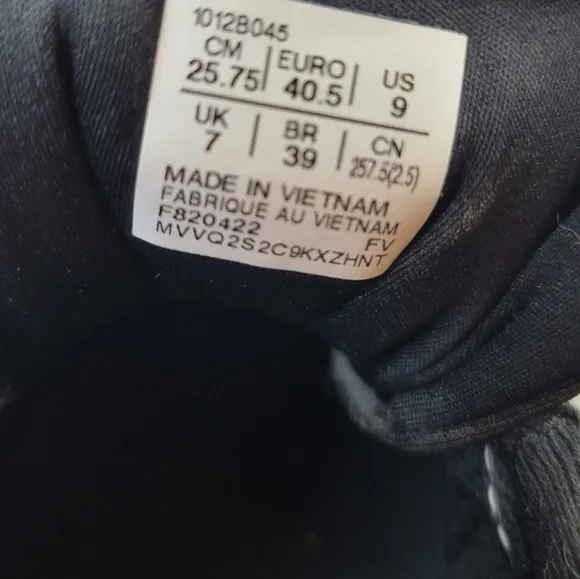 1012B045
CM 25.75 | EURO 40.5 | US 9
UK 7 | BR 39 | CN 257.5(2.5)
MADE IN VIETNAM
FABRIQUE AU VIETNAM
F820422 FV
MVVQ2S2C9KXZHNT